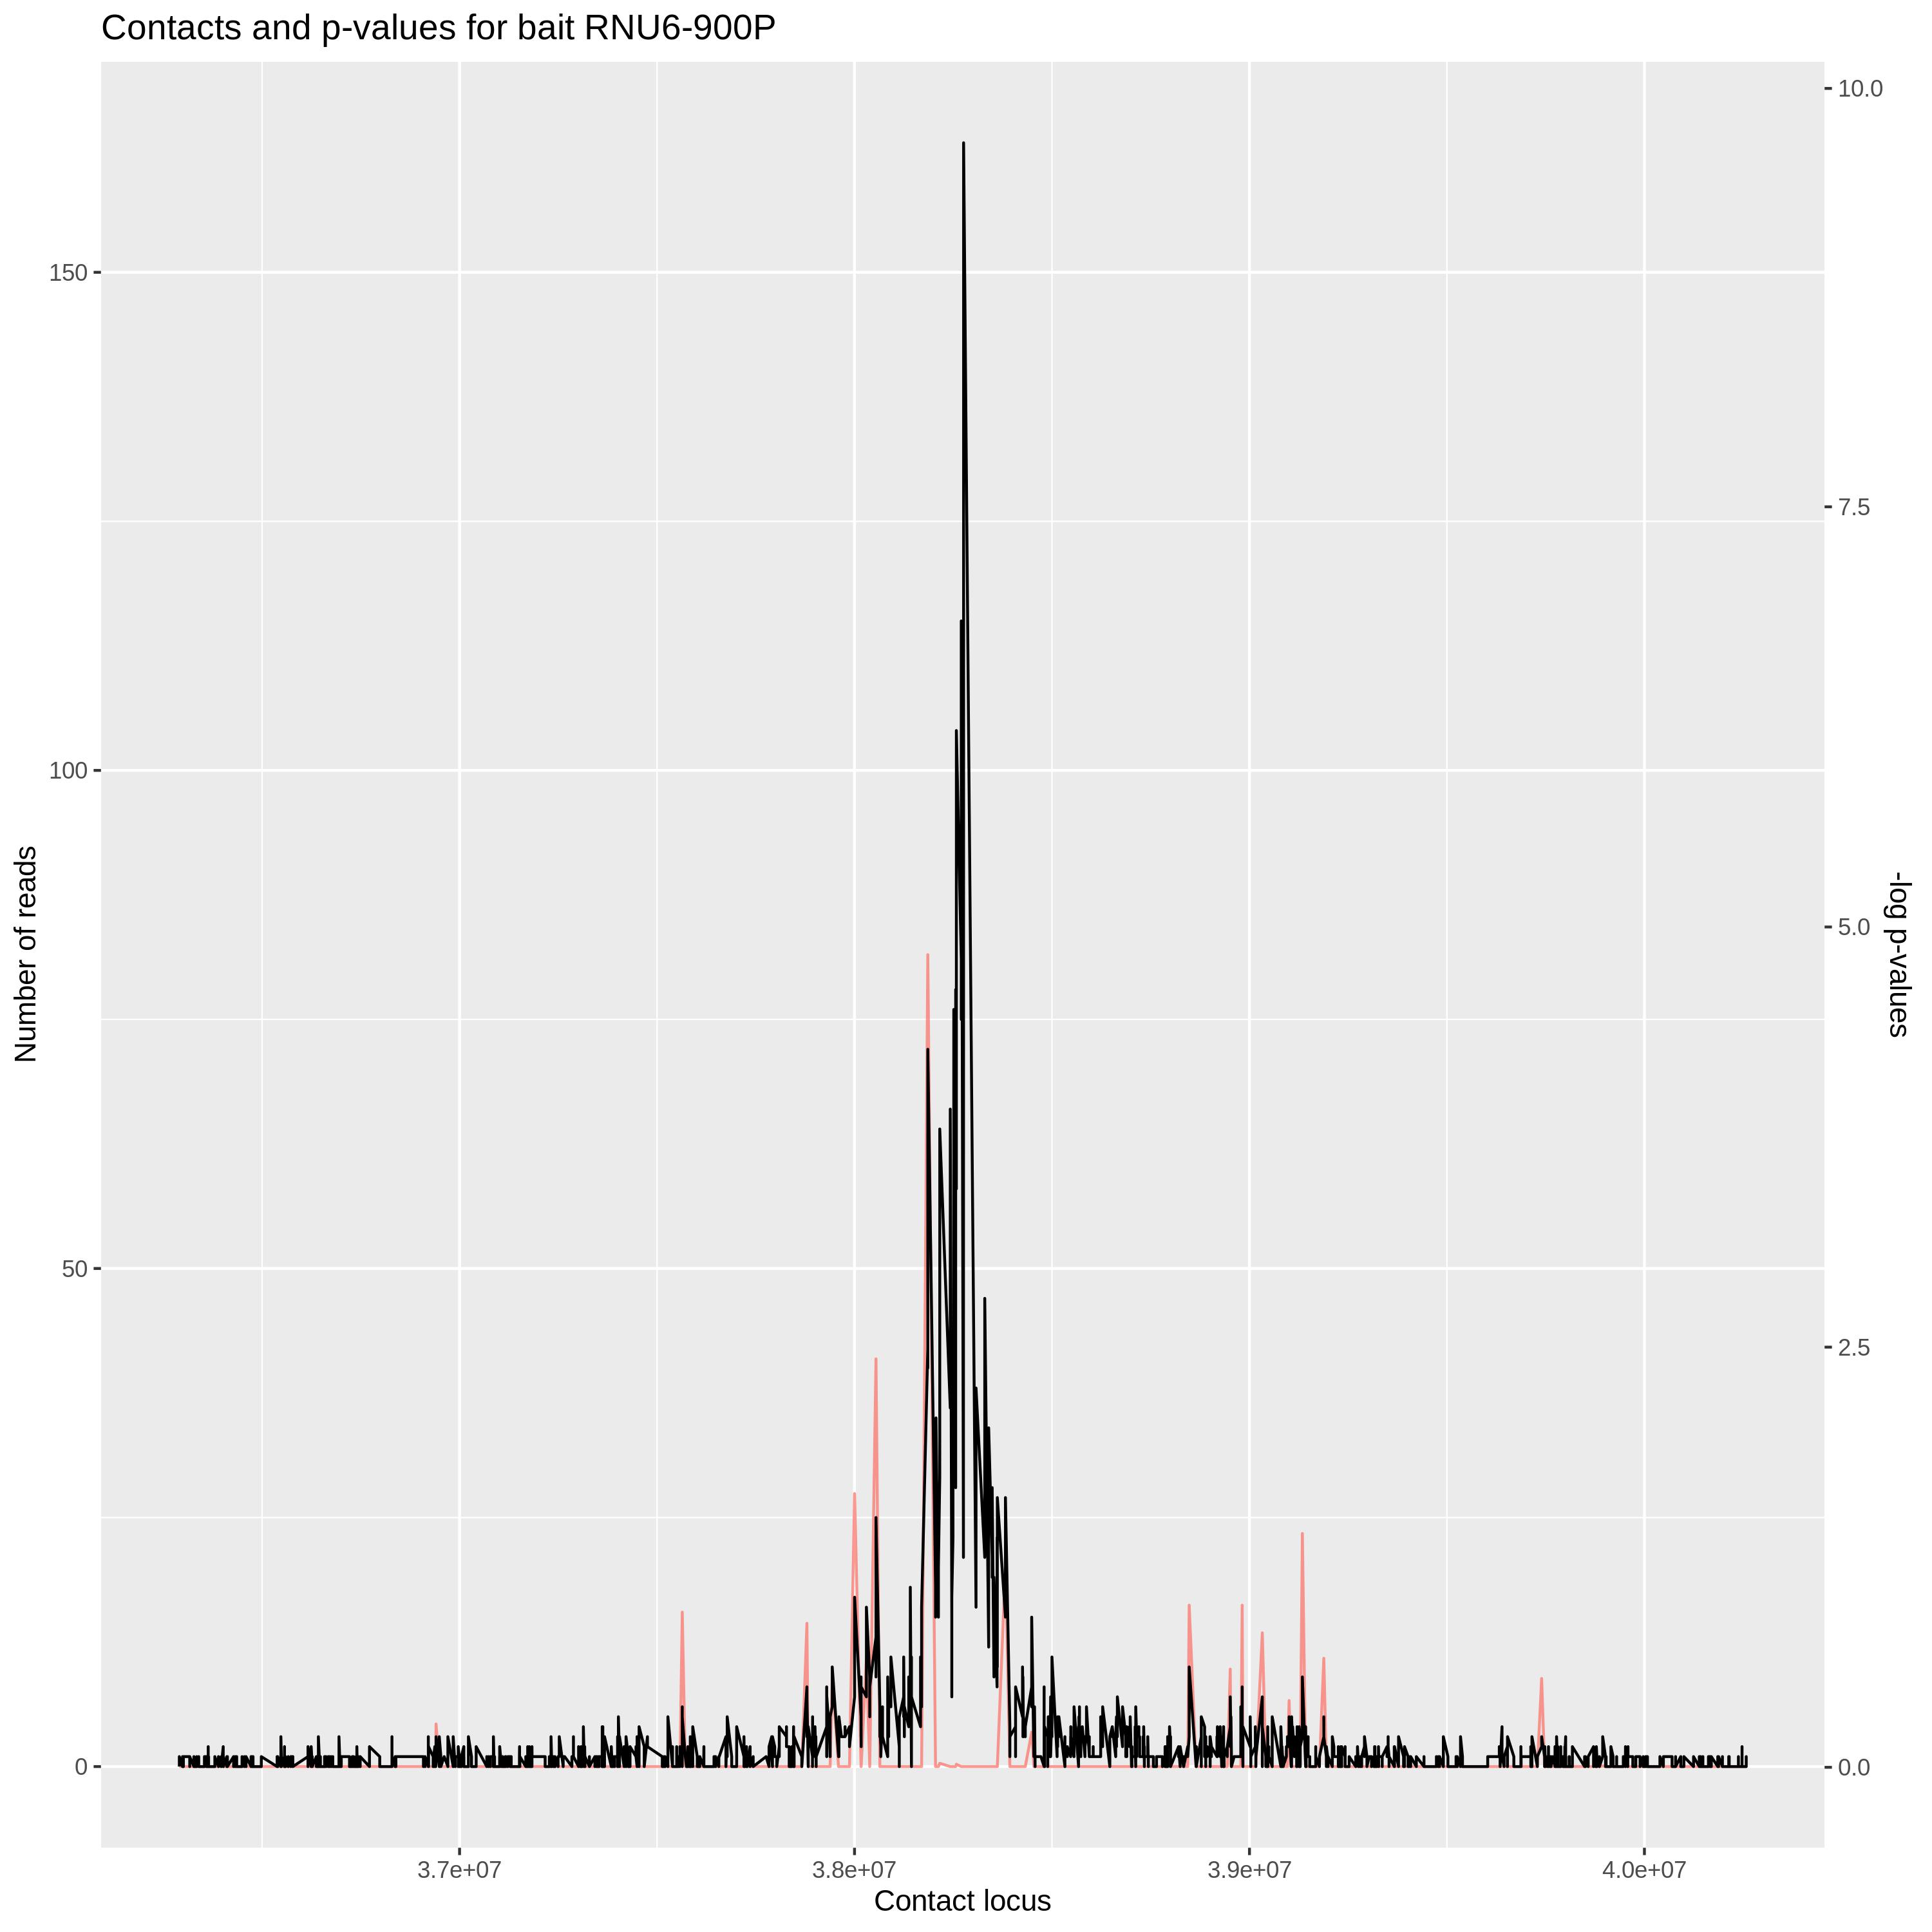 Contacts and p-values for bait RNU6-900P
10.0
150
7.5
100
5.0
Number of reads
-log p-values
50
2.5
0
0.0
3.7e+07
3.8e+07
3.9e+07
4.0e+07
Contact locus